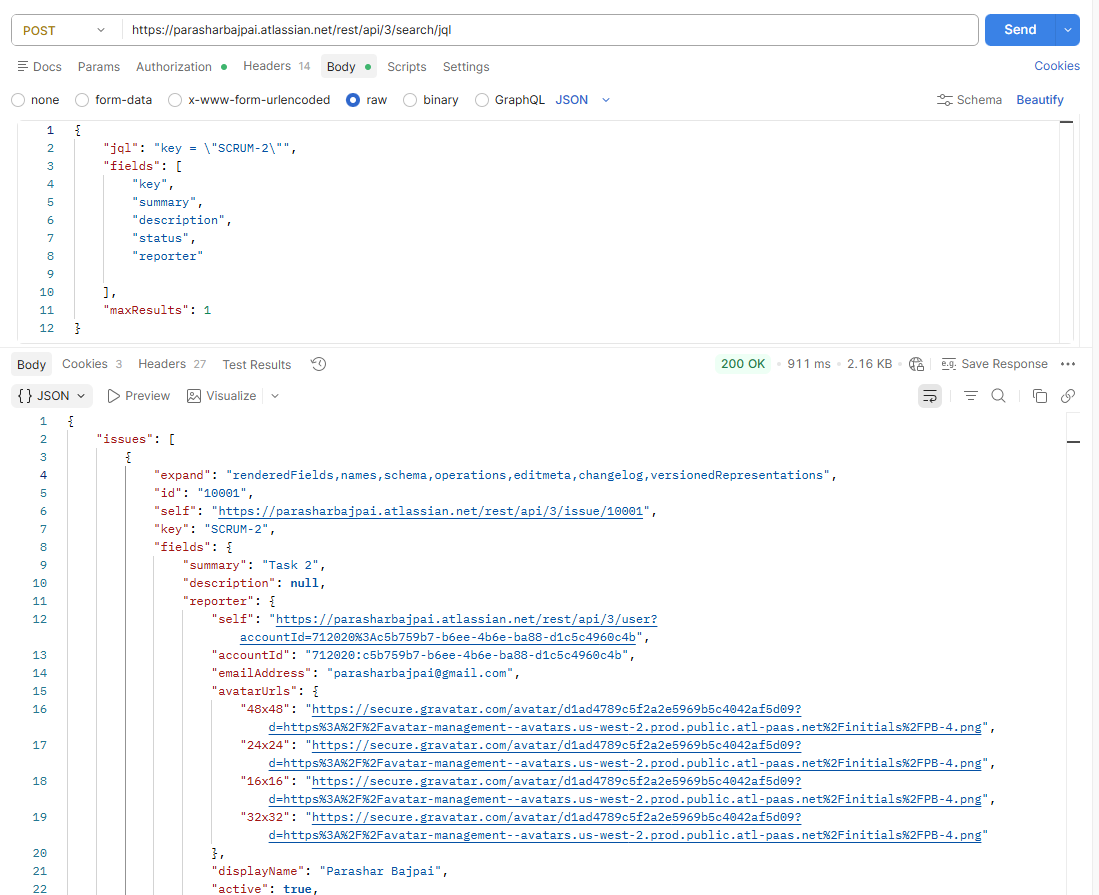 POST https://parasharbajpai.atlassian.net/rest/api/3/search/jql Send
Docs Params Authorization Headers 14 Body Scripts Settings Cookies
none form-data x-www-form-urlencoded raw binary GraphQL JSON Schema Beautify
1 {
2 "jql": "key = \"SCRUM-2\"",
3 "fields": [
4 "key",
5 "summary",
6 "description",
7 "status",
8 "reporter"
9
10 ],
11 "maxResults": 1
12 }
Body Cookies 3 Headers 27 Test Results 200 OK • 911 ms • 2.16 KB • e.g. Save Response
{} JSON Preview Visualize
1 {
2 "issues": [
3 {
4 "expand": "renderedFields,names,schema,operations,editmeta,changelog,versionedRepresentations",
5 "id": "10001",
6 "self": "https://parasharbajpai.atlassian.net/rest/api/3/issue/10001",
7 "key": "SCRUM-2",
8 "fields": {
9 "summary": "Task 2",
10 "description": null,
11 "reporter": {
12 "self": "https://parasharbajpai.atlassian.net/rest/api/3/user?
accountId=712020%3Ac5b759b7-b6ee-4b6e-ba88-d1c5c4960c4b",
13 "accountId": "712020:c5b759b7-b6ee-4b6e-ba88-d1c5c4960c4b",
14 "emailAddress": "parasharbajpai@gmail.com",
15 "avatarUrls": {
16 "48x48": "https://secure.gravatar.com/avatar/d1ad4789c5f2a2e5969b5c4042af5d09?
d=https%3A%2F%2Favatar-management--avatars.us-west-2.prod.public.atl-paas.net%2Finitials%2FPB-4.png",
17 "24x24": "https://secure.gravatar.com/avatar/d1ad4789c5f2a2e5969b5c4042af5d09?
d=https%3A%2F%2Favatar-management--avatars.us-west-2.prod.public.atl-paas.net%2Finitials%2FPB-4.png",
18 "16x16": "https://secure.gravatar.com/avatar/d1ad4789c5f2a2e5969b5c4042af5d09?
d=https%3A%2F%2Favatar-management--avatars.us-west-2.prod.public.atl-paas.net%2Finitials%2FPB-4.png",
19 "32x32": "https://secure.gravatar.com/avatar/d1ad4789c5f2a2e5969b5c4042af5d09?
d=https%3A%2F%2Favatar-management--avatars.us-west-2.prod.public.atl-paas.net%2Finitials%2FPB-4.png"
20 },
21 "displayName": "Parashar Bajpai",
22 "active": true,